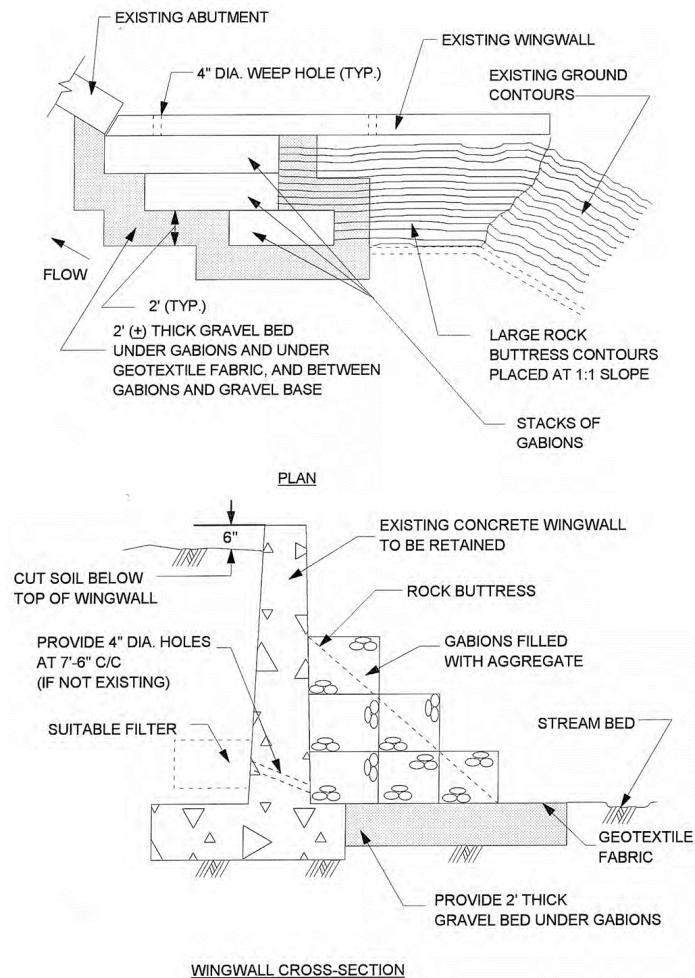 EXISTING ABUTMENT
EXISTING WINGWALL
4" DIA. WEEP HOLE (TYP.)
EXISTING GROUND
CONTOURS
FLOW
2' (TYP.)
2' (±) THICK GRAVEL BED
UNDER GABIONS AND UNDER
GEOTEXTILE FABRIC, AND BETWEEN
GABIONS AND GRAVEL BASE
LARGE ROCK
BUTTRESS CONTOURS
PLACED AT 1:1 SLOPE
STACKS OF
GABIONS
PLAN
6"
EXISTING CONCRETE WINGWALL
TO BE RETAINED
CUT SOIL BELOW
TOP OF WINGWALL
ROCK BUTTRESS
PROVIDE 4" DIA. HOLES
AT 7'-6" C/C
(IF NOT EXISTING)
GABIONS FILLED
WITH AGGREGATE
SUITABLE FILTER
STREAM BED
GEOTEXTILE
FABRIC
PROVIDE 2' THICK
GRAVEL BED UNDER GABIONS
WINGWALL CROSS-SECTION